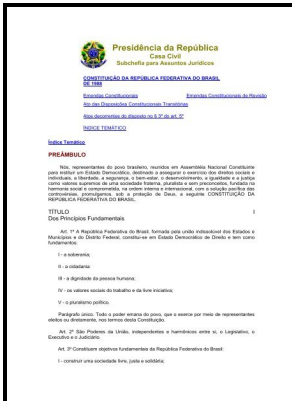 Presidência da República
Casa Civil
Subchefia para Assuntos Jurídicos
CONSTITUIÇÃO DA REPÚBLICA FEDERATIVA DO BRASIL
DE 1988
Emendas Constitucionais Emendas Constitucionais de Revisão
Ato das Disposições Constitucionais Transitórias
Atos decorrentes do disposto no § 3º do art. 5º
ÍNDICE TEMÁTICO
Índice Temático
PREÂMBULO
Nós, representantes do povo brasileiro, reunidos em Assembléia Nacional Constituinte
para instituir um Estado Democrático, destinado a assegurar o exercício dos direitos sociais e
individuais, a liberdade, a segurança, o bem-estar, o desenvolvimento, a igualdade e a justiça
como valores supremos de uma sociedade fraterna, pluralista e sem preconceitos, fundada na
harmonia social e comprometida, na ordem interna e internacional, com a solução pacífica das
controvérsias, promulgamos, sob a proteção de Deus, a seguinte CONSTITUIÇÃO DA
REPÚBLICA FEDERATIVA DO BRASIL.
TÍTULO I
Dos Princípios Fundamentais
Art. 1º A República Federativa do Brasil, formada pela união indissolúvel dos Estados e
Municípios e do Distrito Federal, constitui-se em Estado Democrático de Direito e tem como
fundamentos:
I - a soberania;
II - a cidadania
III - a dignidade da pessoa humana;
IV - os valores sociais do trabalho e da livre iniciativa;
V - o pluralismo político.
Parágrafo único. Todo o poder emana do povo, que o exerce por meio de representantes
eleitos ou diretamente, nos termos desta Constituição.
Art. 2º São Poderes da União, independentes e harmônicos entre si, o Legislativo, o
Executivo e o Judiciário.
Art. 3º Constituem objetivos fundamentais da República Federativa do Brasil:
I - construir uma sociedade livre, justa e solidária;